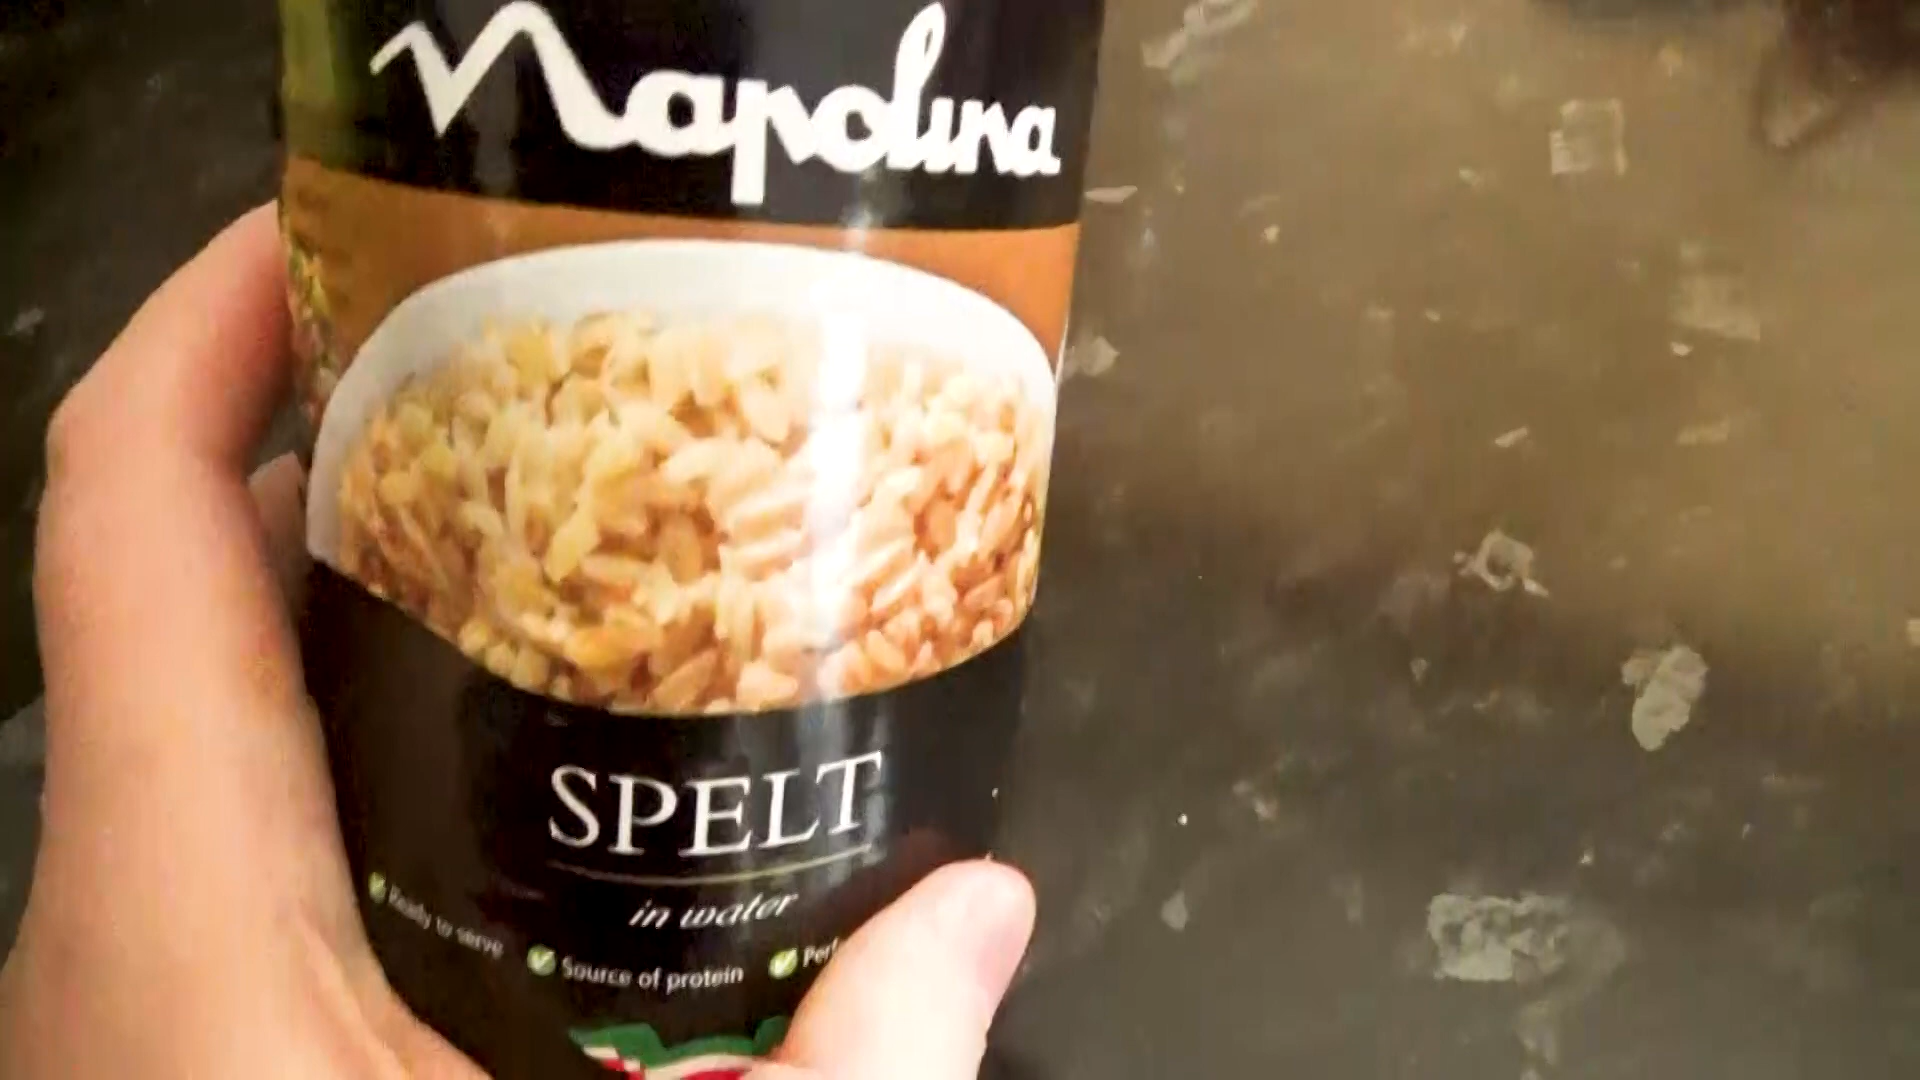 Napolina
SPELT
in water
Ready to serve
Source of protein